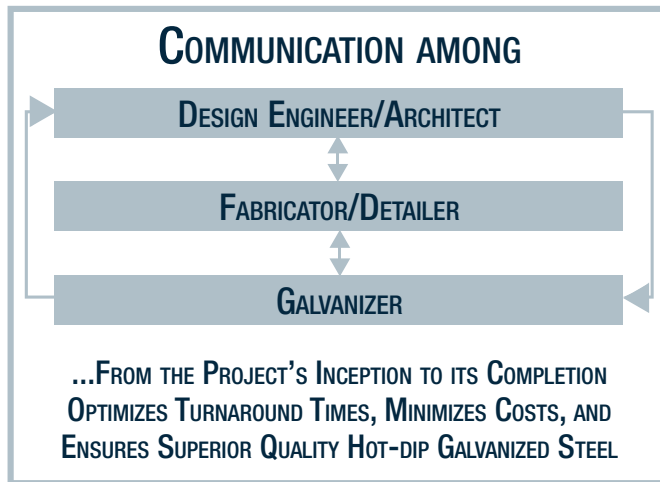 Communication among
Design Engineer/Architect
Fabricator/Detailer
Galvanizer
...From the Project's Inception to its Completion
Optimizes Turnaround Times, Minimizes Costs, and
Ensures Superior Quality Hot-dip Galvanized Steel